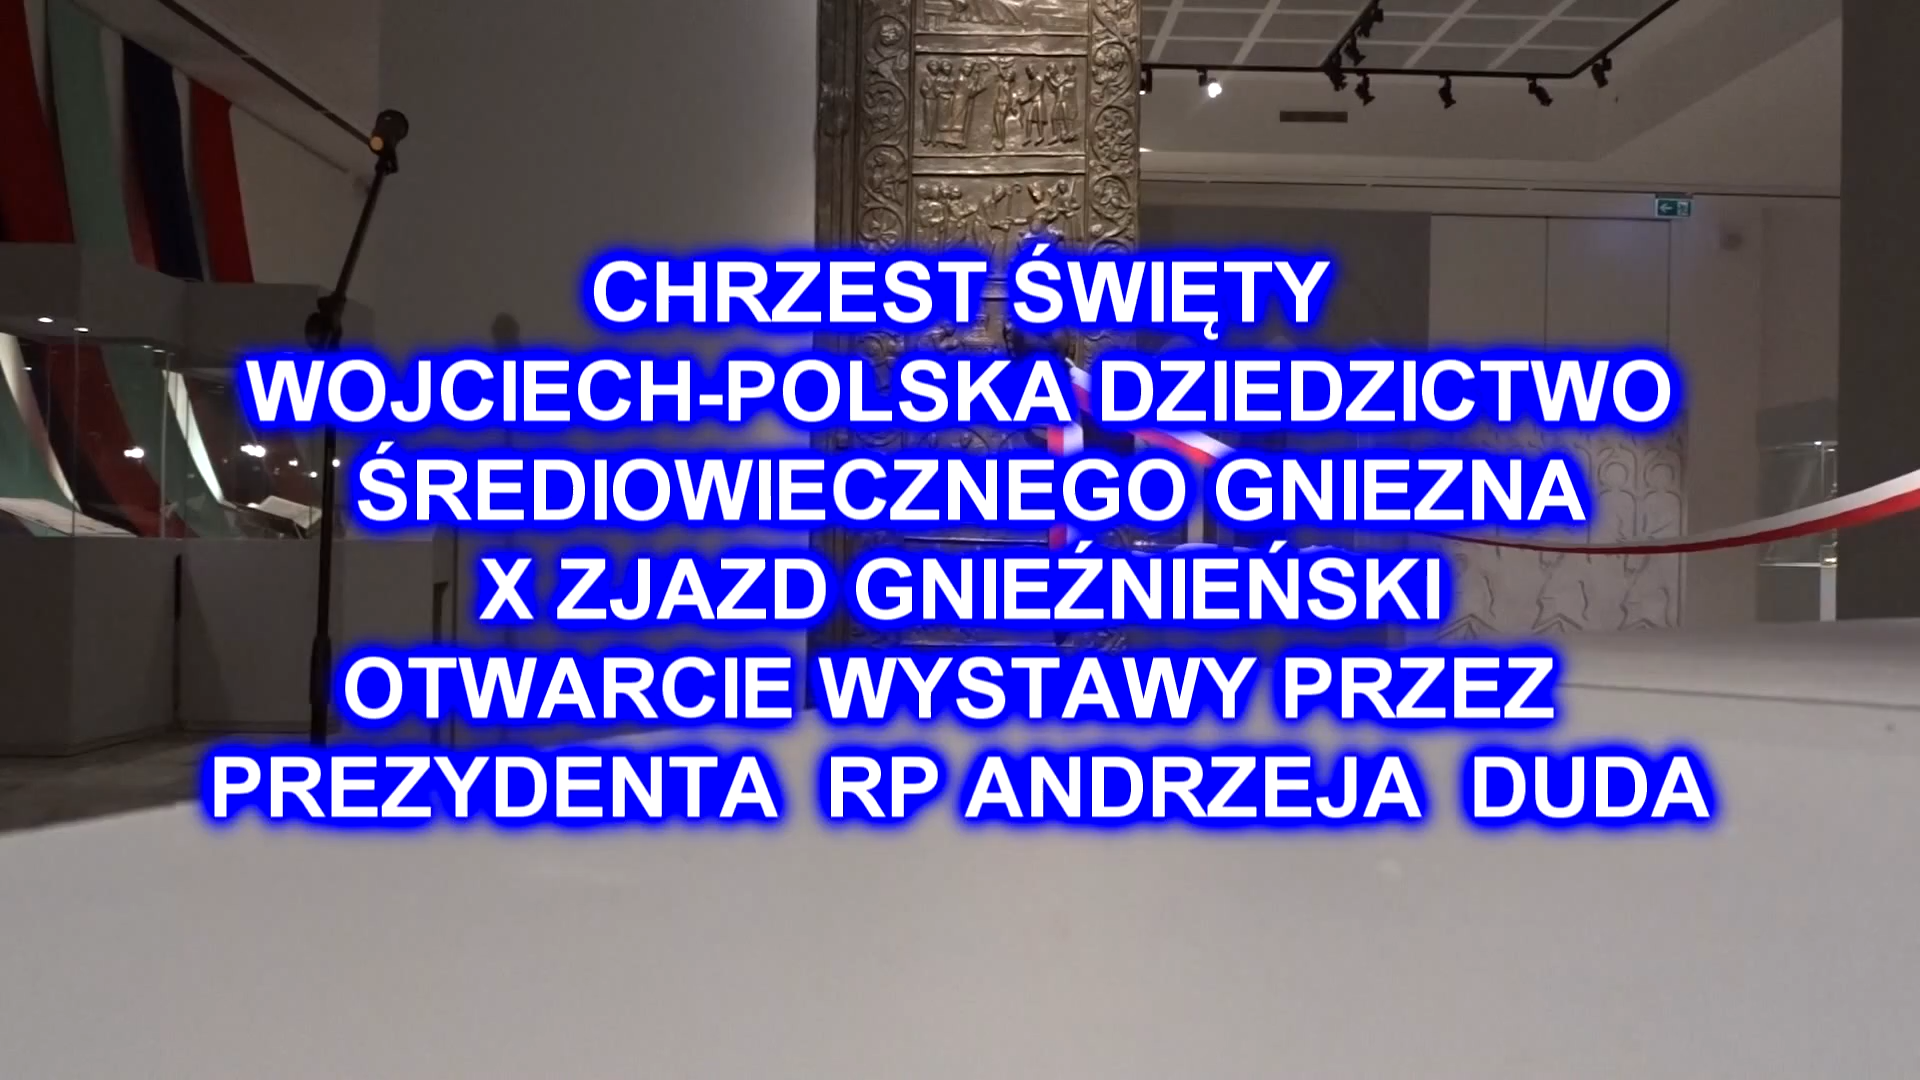 CHRZEST ŚWIĘTY
WOJCIECH-POLSKA DZIEDZICTWO
ŚREDIOWIECZNEGO GNIEZNA
X ZJAZD GNIEŹNIEŃSKI
OTWARCIE WYSTAWY PRZEZ
PREZYDENTA RP ANDRZEJA DUDA